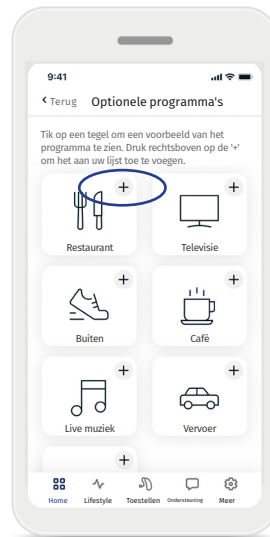 9:41
Terug Optionele programma's
Tik op een tegel om een voorbeeld van het
programma te zien. Druk rechtsboven op de '+'
om het aan uw lijst toe te voegen.
+ +
Restaurant Televisie
+ +
Buiten Café
+ +
Live muziek Vervoer
+
Home Lifestyle Toestellen Ondersteuning Meer